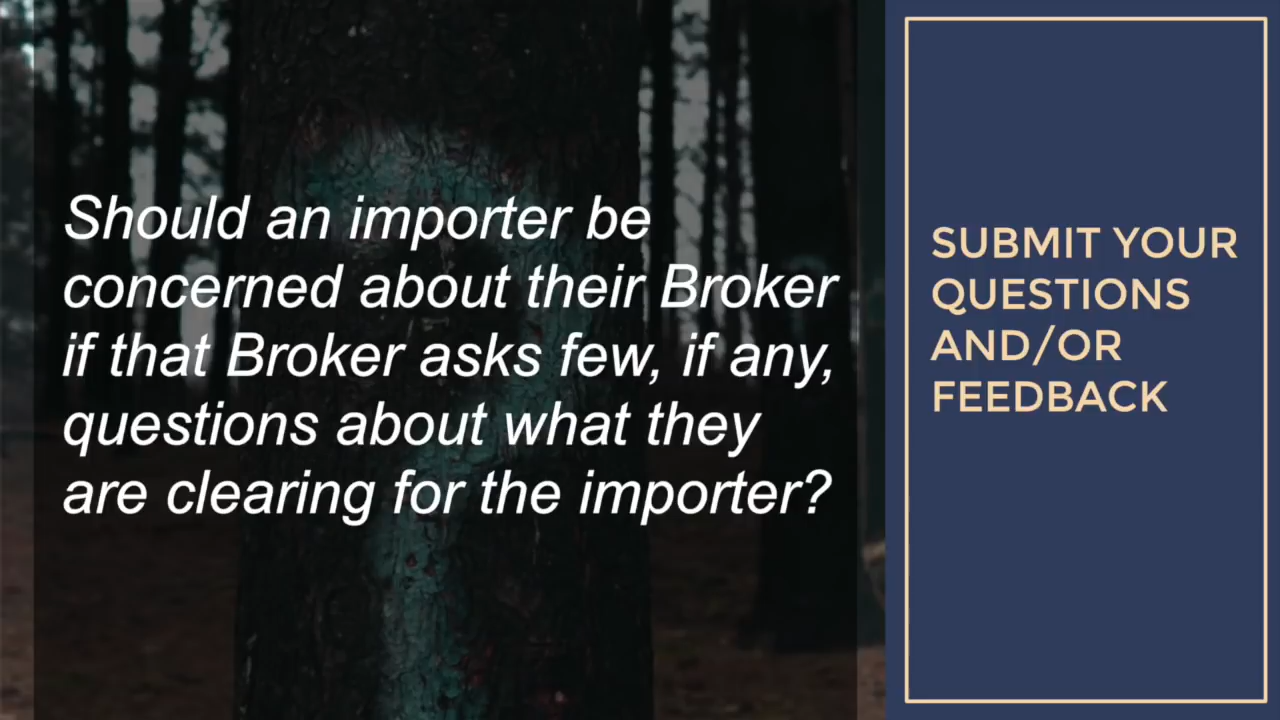 Should an importer be
concerned about their Broker
if that Broker asks few, if any,
questions about what they
are clearing for the importer?
SUBMIT YOUR
QUESTIONS
AND/OR
FEEDBACK